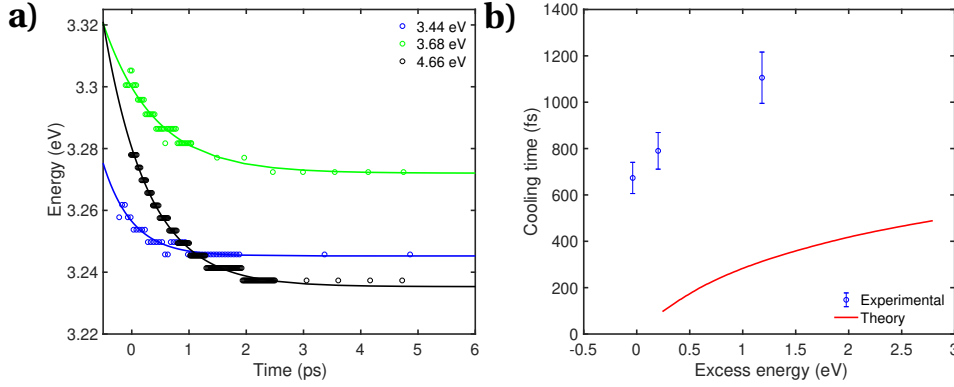 a)
3.32
3.30
3.28
3.26
3.24
3.22
Energy (eV)
0 1 2 3 4 5 6
Time (ps)
3.44 eV
3.68 eV
4.66 eV
b)
1400
1200
1000
800
600
400
200
0
Cooling time (fs)
-0.5 0 0.5 1 1.5 2 2.5 3
Excess energy (eV)
Experimental
Theory